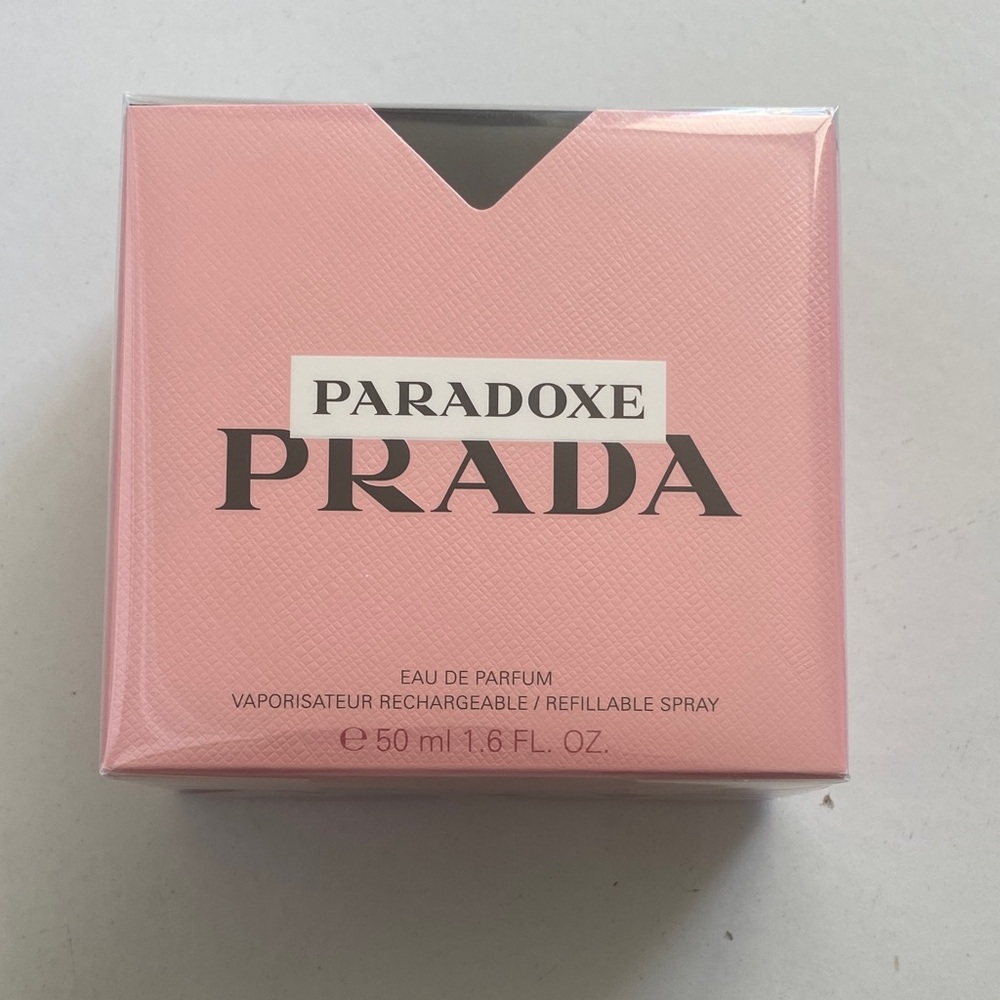 PARADOXE
PRADA
EAU DE PARFUM
VAPORISATEUR RECHARGEABLE / REFILLABLE SPRAY
℮ 50 ml 1.6 FL. OZ.